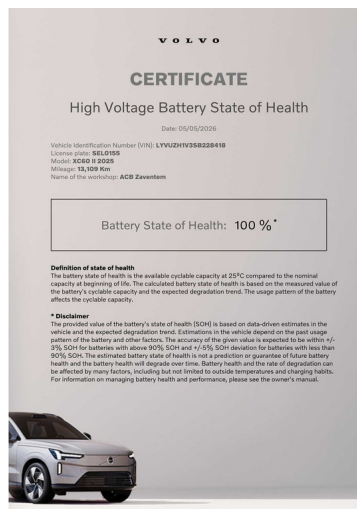 VOLVO
CERTIFICATE
High Voltage Battery State of Health
Date: 05/05/2026
Vehicle Identification Number (VIN): LYVUZH1V3SB228418
License plate: SEL0155
Model: XC60 II 2025
Mileage: 13,109 Km
Name of the workshop: ACB Zaventem
Battery State of Health: 100 %*
Definition of state of health
The battery state of health is the available cyclable capacity at 25ºC compared to the nominal
capacity at beginning of life. The calculated battery state of health is based on the measured value of
the battery's cyclable capacity and the expected degradation trend. The usage pattern of the battery
affects the cyclable capacity.
* Disclaimer
The provided value of the battery's state of health (SOH) is based on data-driven estimates in the
vehicle and the expected degradation trend. Estimations in the vehicle depend on the past usage
pattern of the battery and other factors. The accuracy of the given value is expected to be within +/-
3% SOH for batteries with above 90% SOH and +/-5% SOH deviation for batteries with less than
90% SOH. The estimated battery state of health is not a prediction or guarantee of future battery
health and the battery health will degrade over time. Battery health and the rate of degradation can
be affected by many factors, including but not limited to outside temperatures and charging habits.
For information on managing battery health and performance, please see the owner's manual.